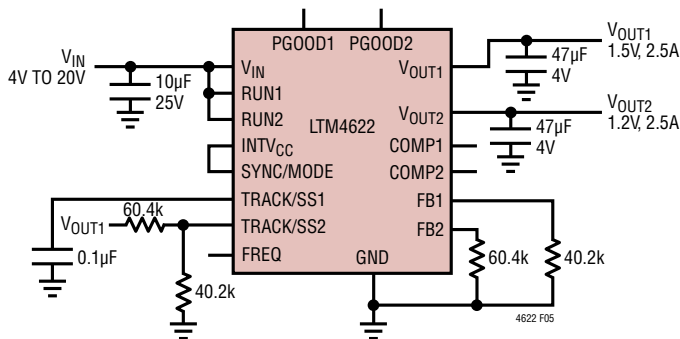 PGOOD1 PGOOD2
VIN
4V TO 20V
10µF
25V
VIN
RUN1
RUN2
INTVCC
SYNC/MODE
TRACK/SS1
TRACK/SS2
FREQ
LTM4622
GND
VOUT1
VOUT2
COMP1
COMP2
FB1
FB2
47µF
4V
VOUT1
1.5V, 2.5A
47µF
4V
VOUT2
1.2V, 2.5A
VOUT1
60.4k
0.1µF
40.2k
60.4k
40.2k
4622 F05